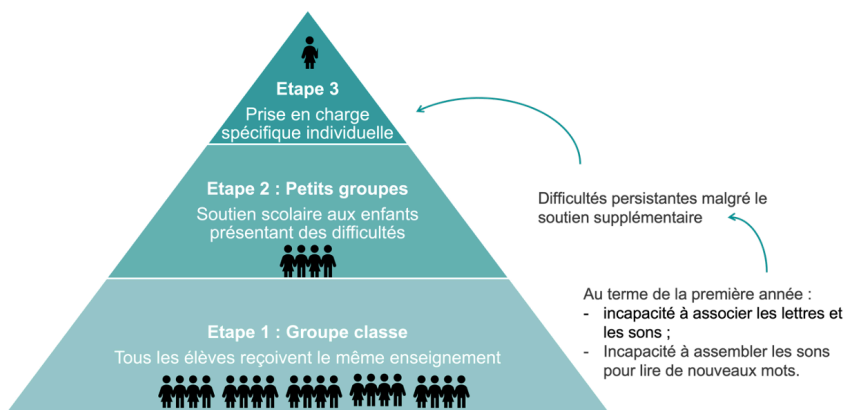 Etape 3
Prise en charge
spécifique individuelle
Etape 2 : Petits groupes
Soutien scolaire aux enfants
présentant des difficultés
Etape 1 : Groupe classe
Tous les élèves reçoivent le même enseignement
Difficultés persistantes malgré le
soutien supplémentaire
Au terme de la première année :
- incapacité à associer les lettres et
les sons ;
- Incapacité à assembler les sons
pour lire de nouveaux mots.